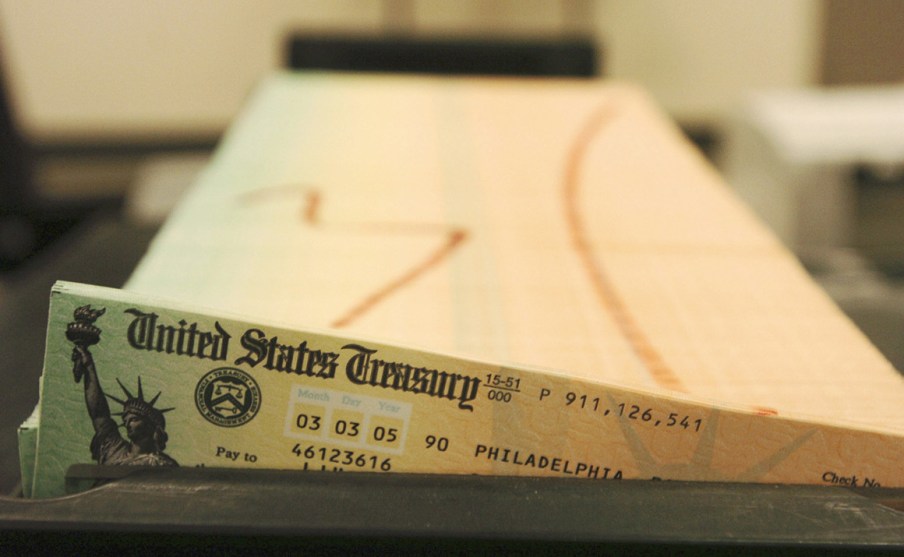 United States Treasury
15-51
000
P 911,126,541
Month Day Year
03 03 05
90 PHILADELPHIA,
Pay to
46123616
Check No.